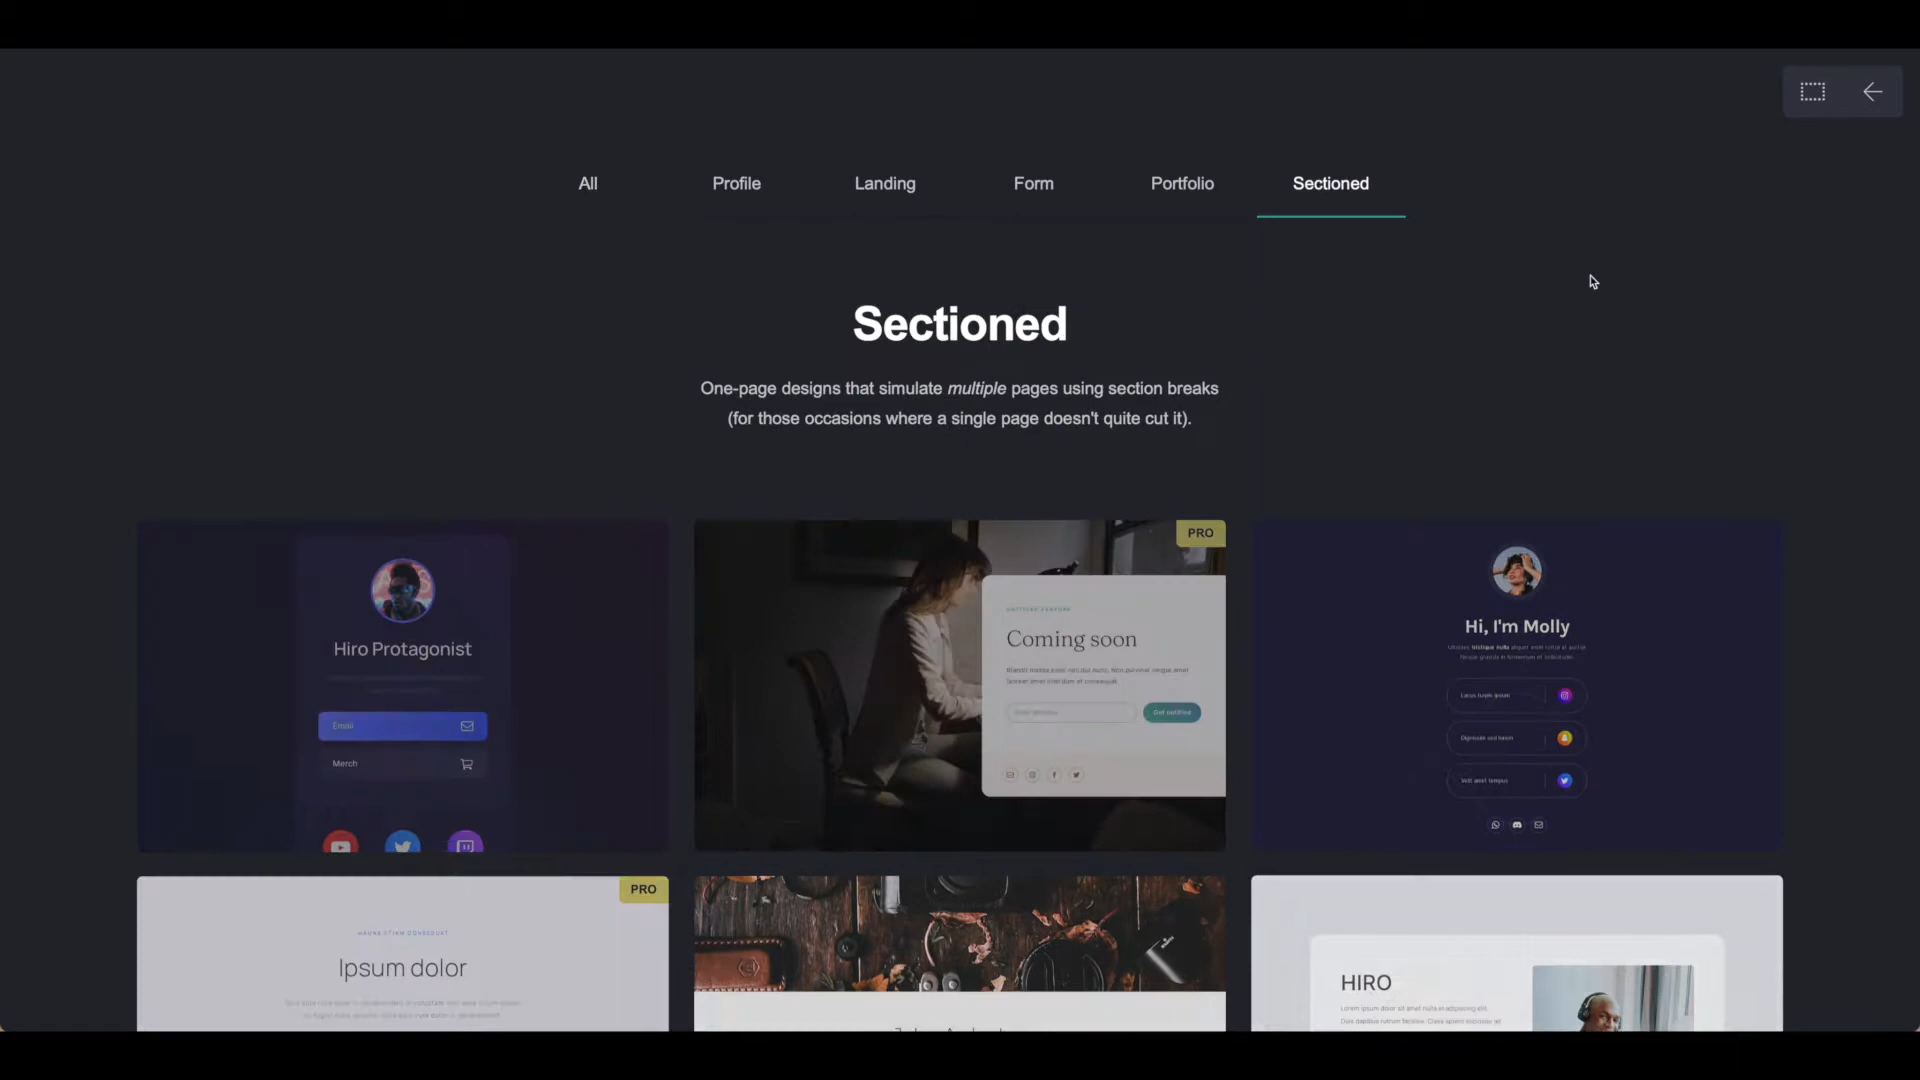 All
Profile
Landing
Form
Portfolio
Sectioned
Sectioned
One-page designs that simulate multiple pages using section breaks
(for those occasions where a single page doesn't quite cut it).
Hiro Protagonist
Email
Merch
PRO
Coming soon
Get notified
Hi, I'm Molly
PRO
Ipsum dolor
HIRO